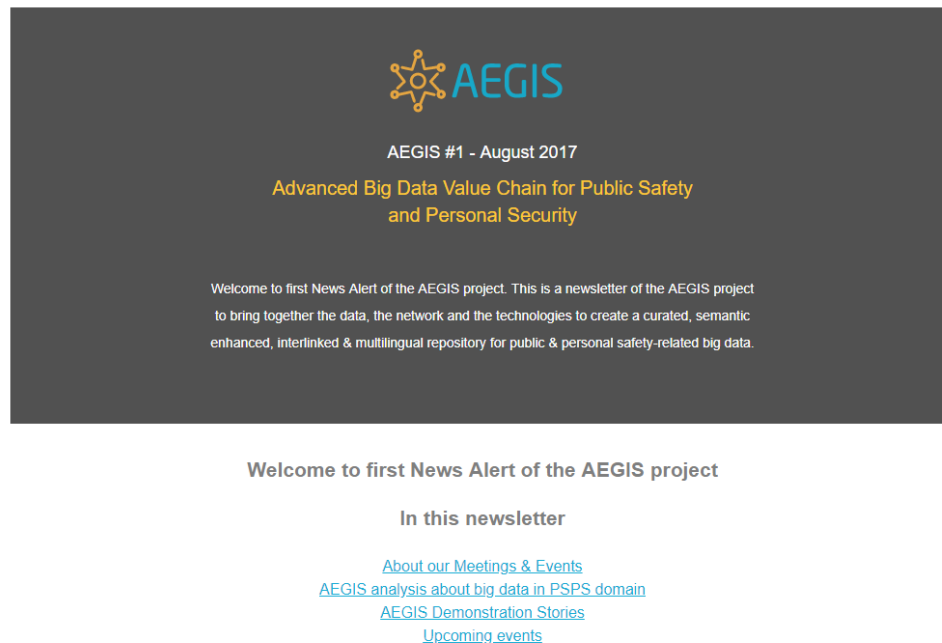 AEGIS
AEGIS #1 - August 2017
Advanced Big Data Value Chain for Public Safety
and Personal Security
Welcome to first News Alert of the AEGIS project. This is a newsletter of the AEGIS project
to bring together the data, the network and the technologies to create a curated, semantic
enhanced, interlinked & multilingual repository for public & personal safety-related big data.
Welcome to first News Alert of the AEGIS project
In this newsletter
About our Meetings & Events
AEGIS analysis about big data in PSPS domain
AEGIS Demonstration Stories
Upcoming events